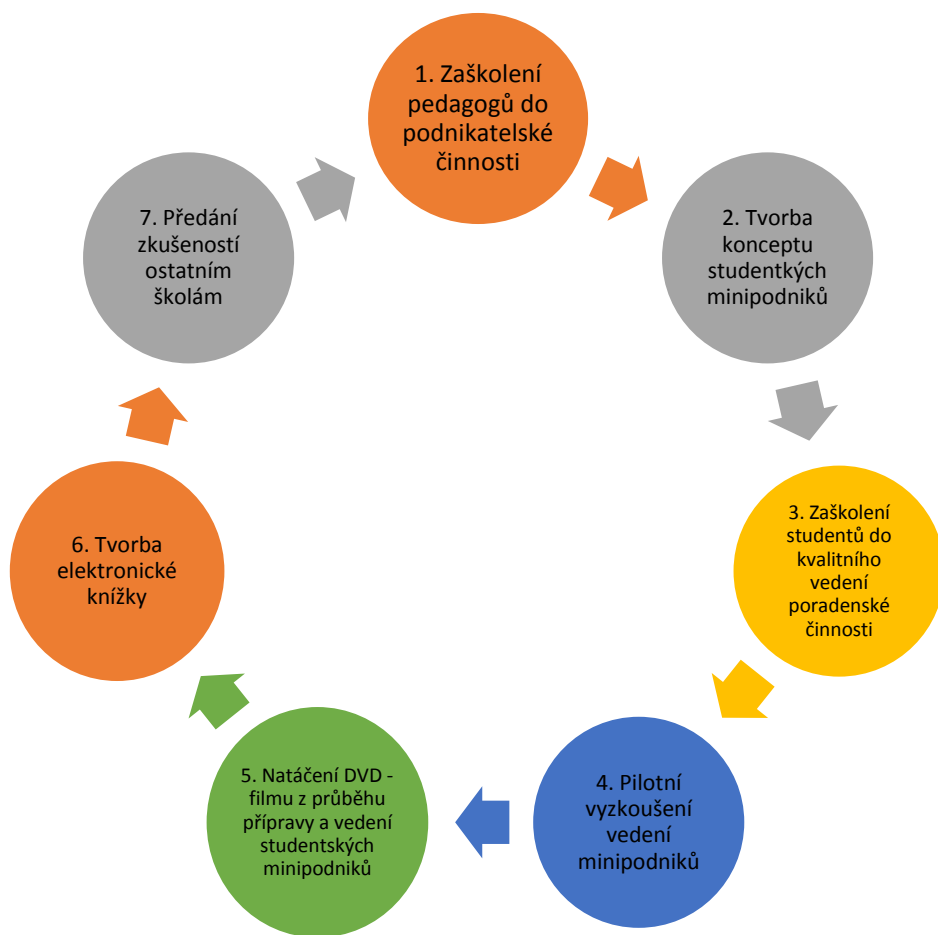 1. Zaškolení
pedagogů do
podnikatelské
činnosti
2. Tvorba
konceptu
studentkých
minipodniků
3. Zaškolení
studentů do
kvalitního
vedení
poradenské
činnosti
4. Pilotní
vyzkoušení
vedení
minipodniků
5. Natáčení DVD -
filmu z průběhu
přípravy a vedení
studentských
minipodniků
6. Tvorba
elektronické
knížky
7. Předání
zkušeností
ostatním
školám